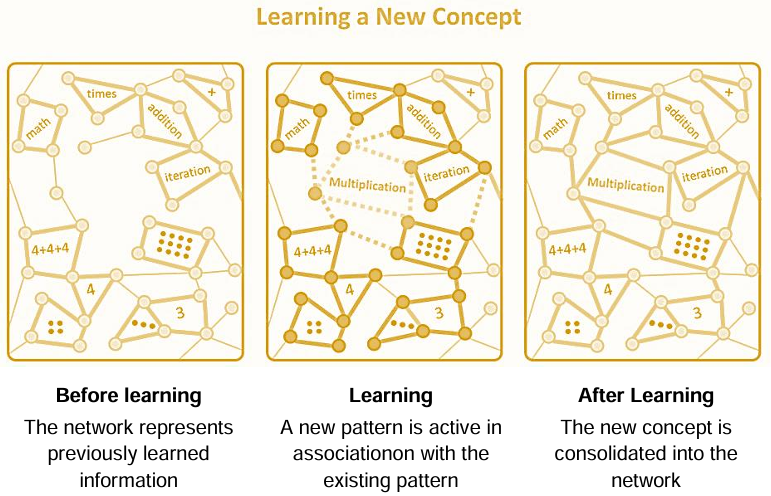 Learning a New Concept
times
+
math
addition
iteration
4+4+4
4
3
times
+
math
addition
iteration
Multiplication
4+4+4
4
3
times
+
math
addition
iteration
Multiplication
4+4+4
4
3
Before learning
The network represents
previously learned
information
Learning
A new pattern is active in
associationon with the
existing pattern
After Learning
The new concept is
consolidated into the
network